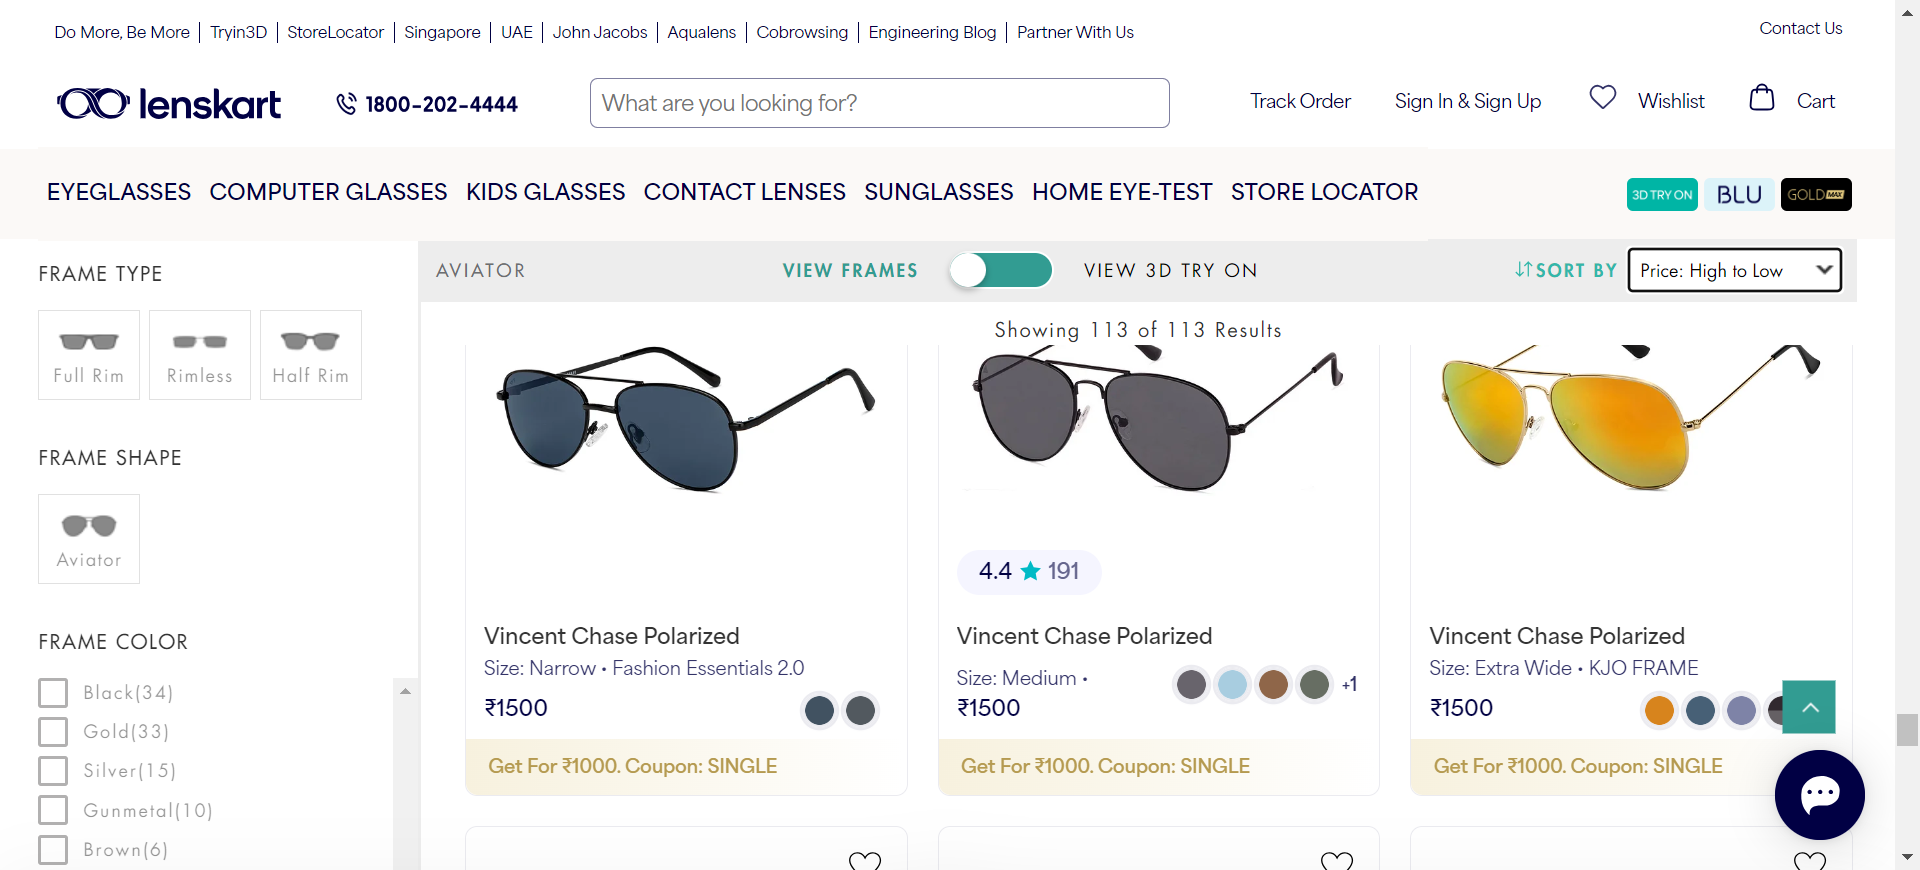 Do More, Be More Tryin3D StoreLocator Singapore UAE John Jacobs Aqualens Cobrowsing Engineering Blog Partner With Us Contact Us
lenskart 1800-202-4444 What are you looking for? Track Order Sign In & Sign Up Wishlist Cart
EYEGLASSES COMPUTER GLASSES KIDS GLASSES CONTACT LENSES SUNGLASSES HOME EYE-TEST STORE LOCATOR 3D TRY ON BLU GOLD MAX
FRAME TYPE
Full Rim Rimless Half Rim
FRAME SHAPE
Aviator
FRAME COLOR
Black(34)
Gold(33)
Silver(15)
Gunmetal(10)
Brown(6)
AVIATOR VIEW FRAMES VIEW 3D TRY ON SORT BY Price: High to Low
Showing 113 of 113 Results
Vincent Chase Polarized
Size: Narrow • Fashion Essentials 2.0
₹1500
Get For ₹1000. Coupon: SINGLE
4.4 ★ 191
Vincent Chase Polarized
Size: Medium •
+1
₹1500
Get For ₹1000. Coupon: SINGLE
Vincent Chase Polarized
Size: Extra Wide • KJO FRAME
₹1500
Get For ₹1000. Coupon: SINGLE